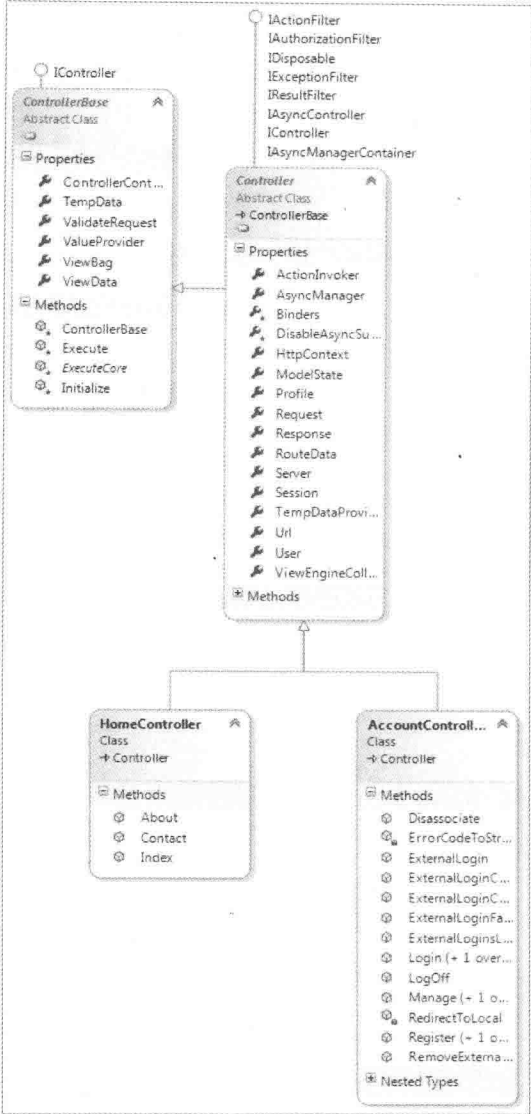 IActionFilter
IAuthorizationFilter
IDisposable
IExceptionFilter
IResultFilter
IAsyncController
IController
IAsyncManagerContainer
IController
ControllerBase
Abstract Class
Properties
ControllerCont...
TempData
ValidateRequest
ValueProvider
ViewBag
ViewData
Methods
ControllerBase
Execute
ExecuteCore
Initialize
Controller
Abstract Class
ControllerBase
Properties
ActionInvoker
AsyncManager
Binders
DisableAsyncSu...
HttpContext
ModelState
Profile
Request
Response
RouteData
Server
Session
TempDataProvi...
Url
User
ViewEngineColl...
Methods
HomeController
Class
Controller
Methods
About
Contact
Index
AccountControll...
Class
Controller
Methods
Disassociate
ErrorCodeToStr...
ExternalLogin
ExternalLoginC...
ExternalLoginC...
ExternalLoginFa...
ExternalLoginsL...
Login (+ 1 over...
LogOff
Manage (+ 1 o...
RedirectToLocal
Register (+ 1 o...
RemoveExterna...
Nested Types